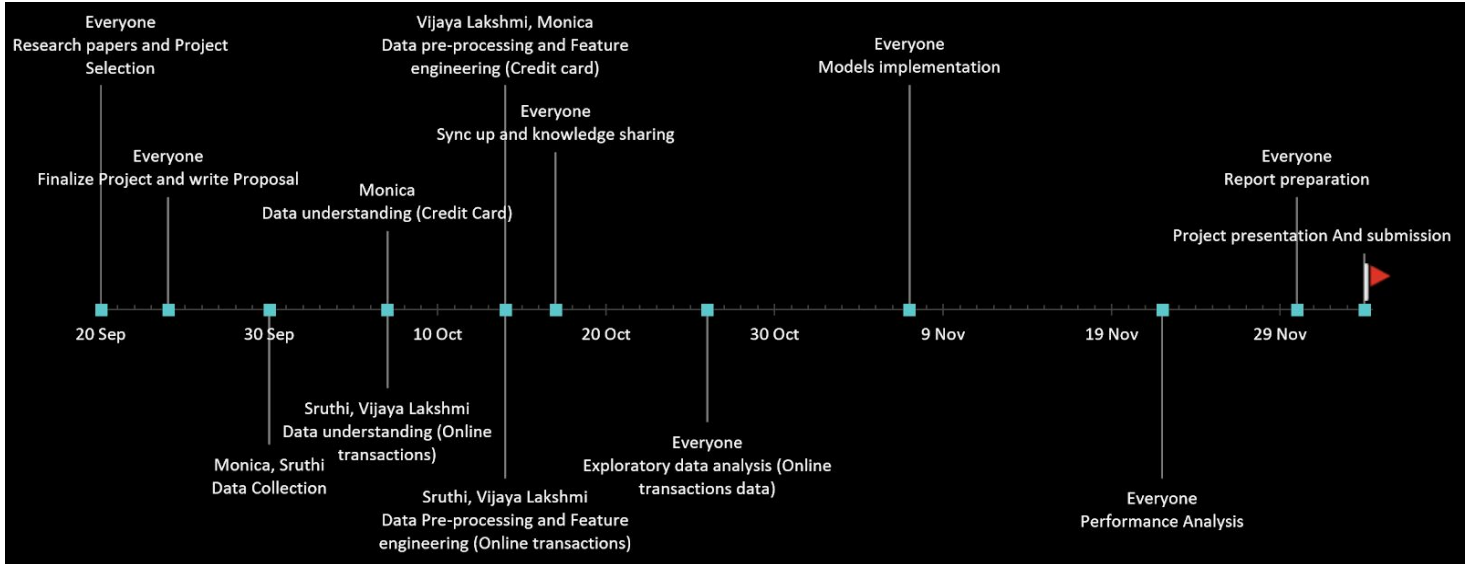 Everyone
Research papers and Project
Selection
Everyone
Finalize Project and write Proposal
Monica
Data understanding (Credit Card)
Vijaya Lakshmi, Monica
Data pre-processing and Feature
engineering (Credit card)
Everyone
Sync up and knowledge sharing
Everyone
Models implementation
Everyone
Report preparation
Project presentation And submission
20 Sep
30 Sep
10 Oct
20 Oct
30 Oct
9 Nov
19 Nov
29 Nov
Monica, Sruthi
Data Collection
Sruthi, Vijaya Lakshmi
Data understanding (Online
transactions)
Sruthi, Vijaya Lakshmi
Data Pre-processing and Feature
engineering (Online transactions)
Everyone
Exploratory data analysis (Online
transactions data)
Everyone
Performance Analysis